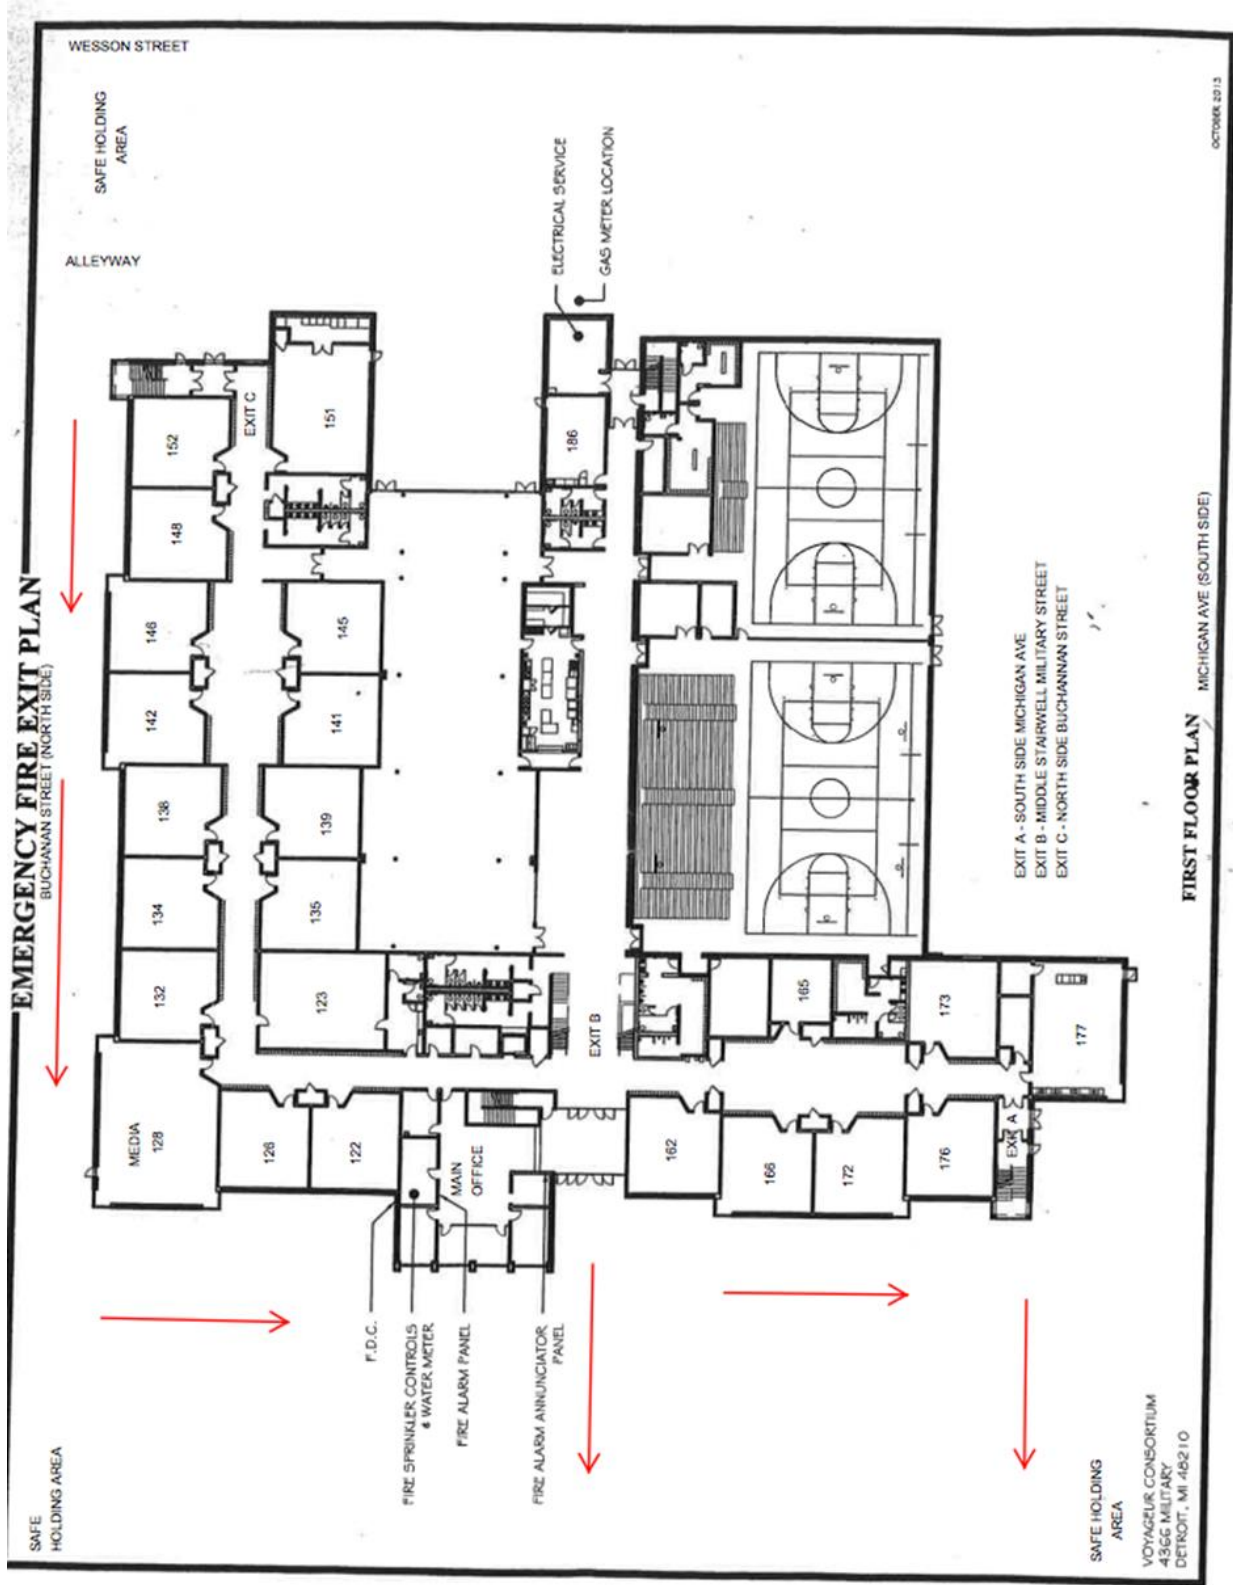 EMERGENCY FIRE EXIT PLAN
BUCHANAN STREET (NORTH SIDE)
WESSON STREET
SAFE HOLDING
AREA
ALLEYWAY
SAFE
HOLDING AREA
ELECTRICAL SERVICE
GAS METER LOCATION
EXIT C
152
151
148
146
145
142
141
138
139
134
135
132
123
MEDIA
128
126
122
186
MAIN
OFFICE
EXIT B
162
165
166
172
173
176
177
EXIT A
F.D.C.
FIRE SPRINKLER CONTROLS
& WATER METER
FIRE ALARM PANEL
FIRE ALARM ANNUNCIATOR
PANEL
EXIT A - SOUTH SIDE MICHIGAN AVE
EXIT B - MIDDLE STAIRWELL MILITARY STREET
EXIT C - NORTH SIDE BUCHANNAN STREET
SAFE HOLDING
AREA
VOYAGEUR CONSORTIUM
4366 MILITARY
DETROIT, MI 48210
FIRST FLOOR PLAN
MICHIGAN AVE (SOUTH SIDE)
OCTOBER 2013